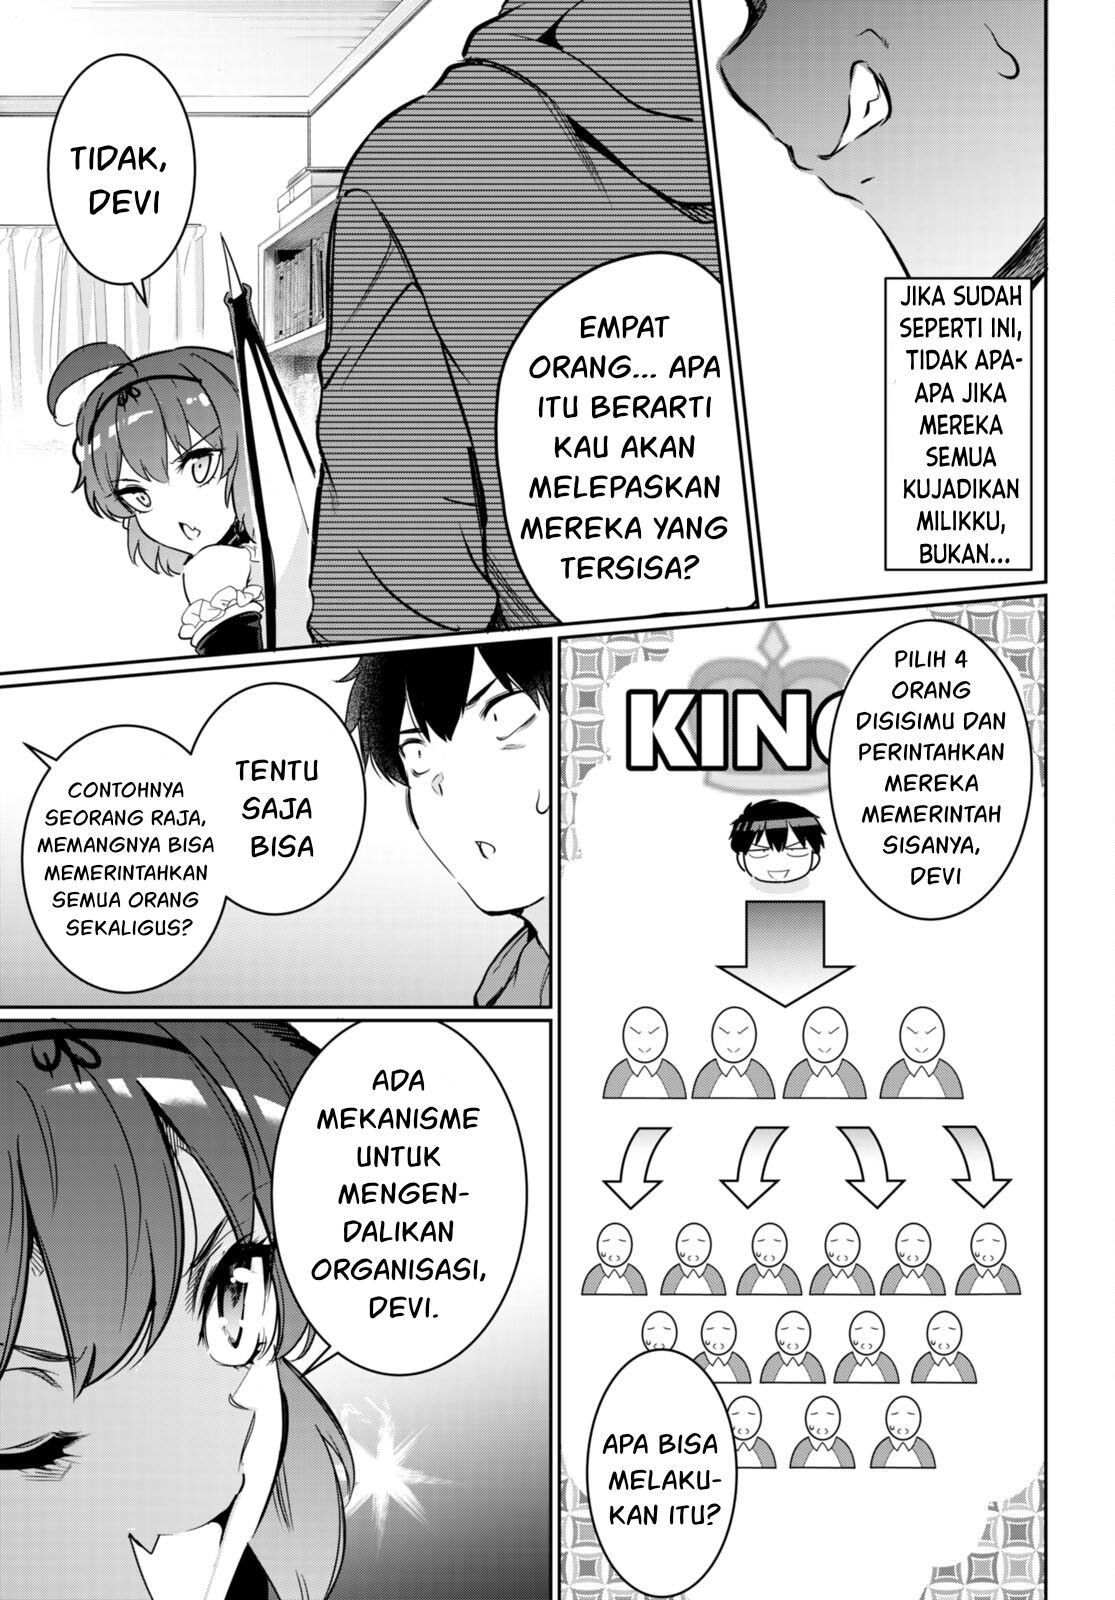 JIKA SUDAH
SEPERTI INI,
TIDAK APA-
APA JIKA
MEREKA
SEMUA
KUJADIKAN
MILIKKU,
BUKAN...
EMPAT
ORANG... APA
ITU BERARTI
KAU AKAN
MELEPASKAN
MEREKA YANG
TERSISA?
TIDAK,
DEVI
KING
PILIH 4
ORANG
DISISIMU DAN
PERINTAHKAN
MEREKA
MEMERINTAH
SISANYA,
DEVI
APA BISA
MELAKU-
KAN ITU?
TENTU
SAJA
BISA
CONTOHNYA
SEORANG RAJA,
MEMANGNYA BISA
MEMERINTAHKAN
SEMUA ORANG
SEKALIGUS?
ADA
MEKANISME
UNTUK
MENGEN-
DALIKAN
ORGANISASI,
DEVI.